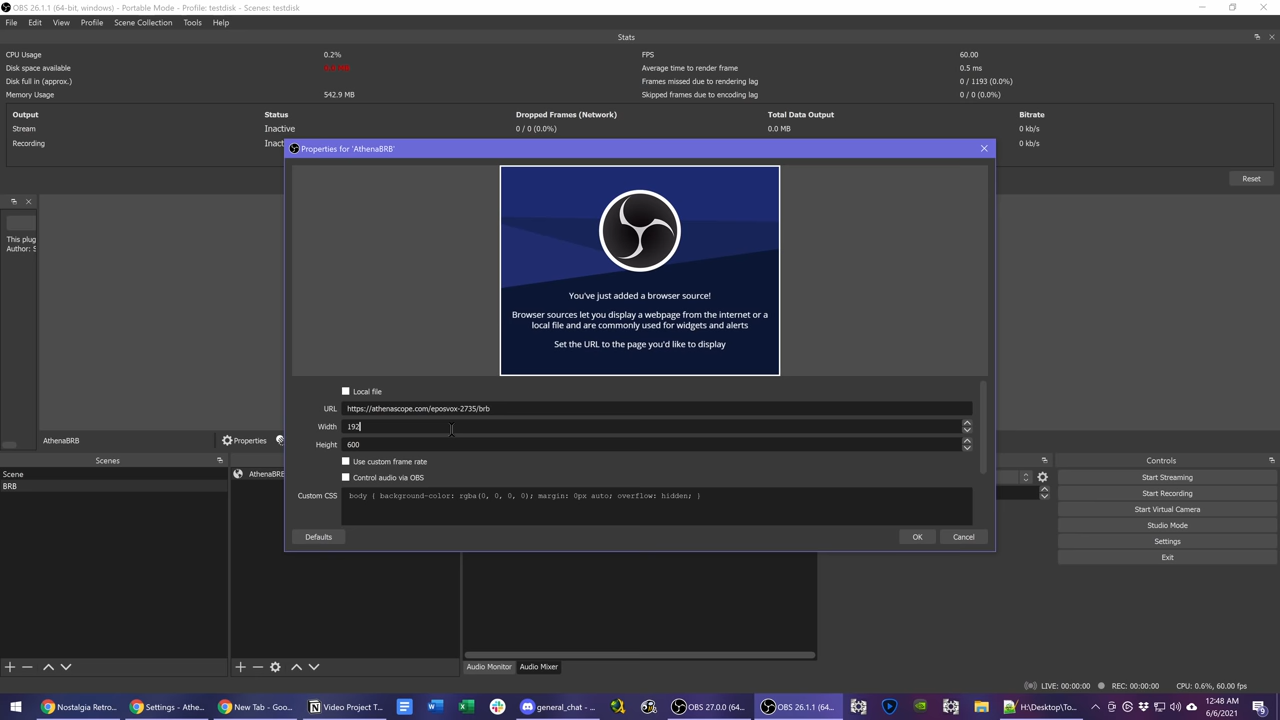 OBS 26.1.1 (64-bit, windows) - Portable Mode - Profile: testdisk - Scenes: testdisk
File Edit View Profile Scene Collection Tools Help
Stats
CPU Usage 0.2% FPS 60.00
Disk space available 0.0 MB Average time to render frame 0.5 ms
Disk full in (approx.) Frames missed due to rendering lag 0 / 1193 (0.0%)
Memory Usage 542.9 MB Skipped frames due to encoding lag 0 / 0 (0.0%)
Output Status Dropped Frames (Network) Total Data Output Bitrate
Stream Inactive 0 / 0 (0.0%) 0.0 MB 0 kb/s
Recording Inact 0 kb/s
Properties for 'AthenaBRB'
Reset
This plug
Author: S
You've just added a browser source!
Browser sources let you display a webpage from the internet or a
local file and are commonly used for widgets and alerts
Set the URL to the page you'd like to display
Local file
URL https://athenascope.com/eposvox-2735/brb
Width 192
Height 600
Use custom frame rate
Control audio via OBS
Custom CSS body { background-color: rgba(0, 0, 0, 0); margin: 0px auto; overflow: hidden; }
Defaults OK Cancel
AthenaBRB Properties
Scenes
Scene
BRB
AthenaBRB
Controls
Start Streaming
Start Recording
Start Virtual Camera
Studio Mode
Settings
Exit
Audio Monitor Audio Mixer
LIVE: 00:00:00 REC: 00:00:00 CPU: 0.6%, 60.00 fps
Nostalgia Retro... Settings - Athe... New Tab - Goo... Video Project T... general_chat - ... OBS 27.0.0 (64... OBS 26.1.1 (64... H:\Desktop\To... 12:48 AM
6/6/2021